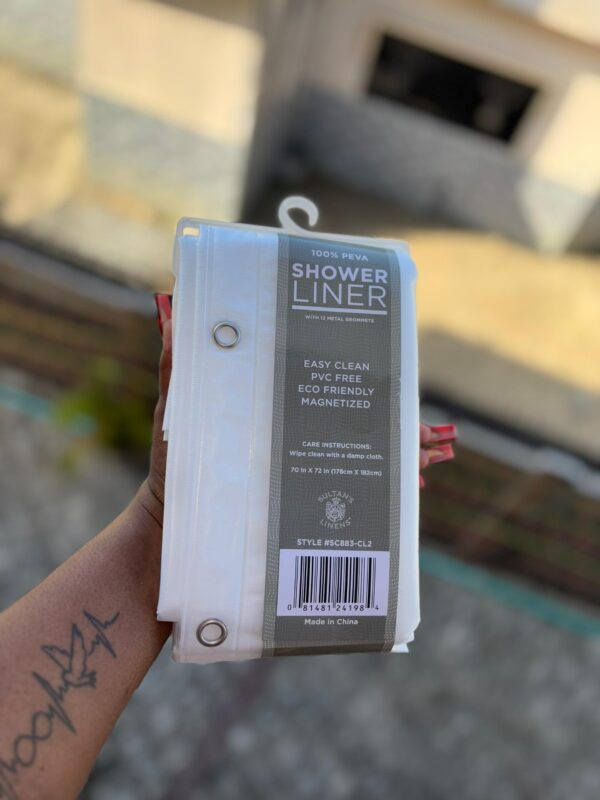 100% PEVA
SHOWER
LINER
WITH 12 METAL GROMMETS
EASY CLEAN
PVC FREE
ECO FRIENDLY
MAGNETIZED
CARE INSTRUCTIONS:
Wipe clean with a damp cloth.
70 in X 72 in (178cm X 182cm)
SULTAN'S
LINENS
STYLE #SC883-CL2
0 81481 24198 4
Made in China